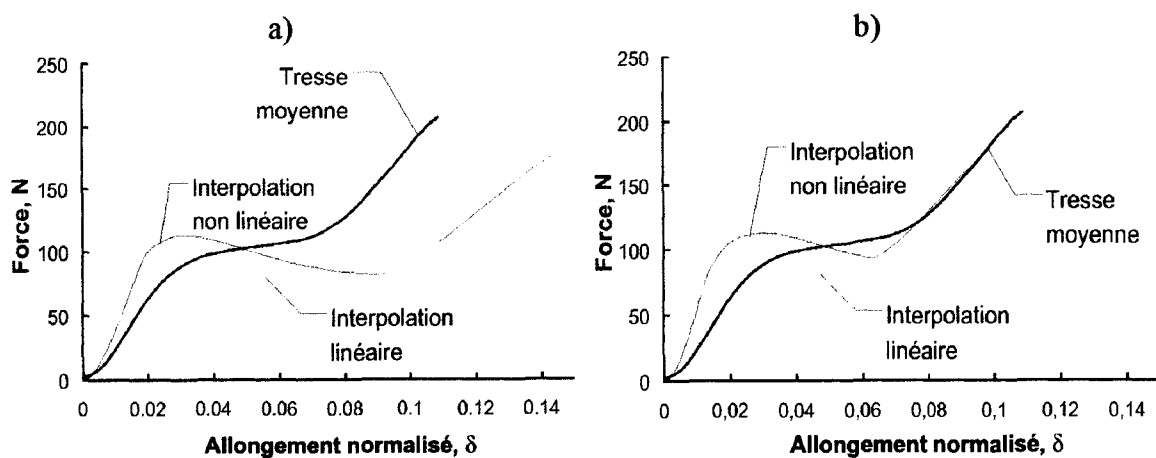 a)
250
200
150
100
50
0
Force, N
Tresse
moyenne
Interpolation
non linéaire
Interpolation
linéaire
0
0.02
0.04
0.06
0.08
0.1
0.12
0.14
Allongement normalisé, δ
b)
250
200
150
100
50
0
Force, N
Interpolation
non linéaire
Tresse
moyenne
Interpolation
linéaire
0
0,02
0,04
0,06
0,08
0,1
0,12
0,14
Allongement normalisé, δ